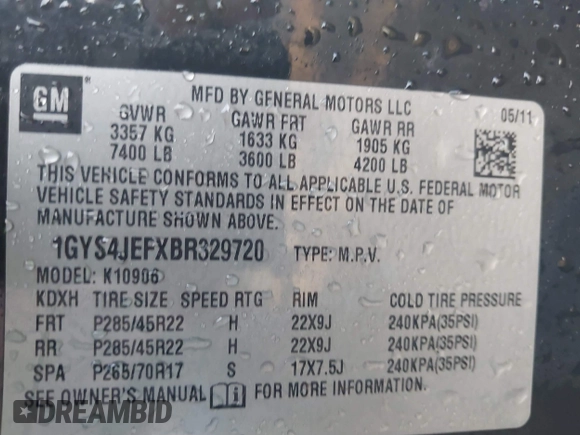 GM
MFD BY GENERAL MOTORS LLC
05/11
GVWR GAWR FRT GAWR RR
3357 KG 1633 KG 1905 KG
7400 LB 3600 LB 4200 LB
THIS VEHICLE CONFORMS TO ALL APPLICABLE U.S. FEDERAL MOTOR
VEHICLE SAFETY STANDARDS IN EFFECT ON THE DATE OF
MANUFACTURE SHOWN ABOVE.
1GYS4JEFXBR329720 TYPE: M.P.V.
MODEL: K10906
KDXH TIRE SIZE SPEED RTG RIM COLD TIRE PRESSURE
FRT P285/45R22 H 22X9J 240KPA(35PSI)
RR P285/45R22 H 22X9J 240KPA(35PSI)
SPA P265/70R17 S 17X7.5J 240KPA(35PSI)
SEE OWNER'S MANUAL FOR MORE INFORMATION.
DREAMBID